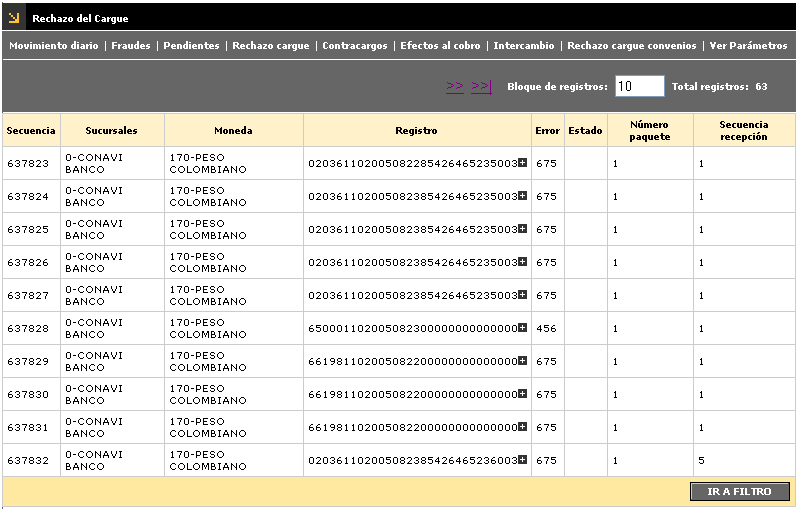 Rechazo del Cargue
Movimiento diario | Fraudes | Pendientes | Rechazo cargue | Contracargos | Efectos al cobro | Intercambio | Rechazo cargue convenios | Ver Parámetros
>> >>| Bloque de registros: 10 Total registros: 63
Secuencia Sucursales Moneda Registro Error Estado Número paquete Secuencia recepción
637823 0-CONAVI BANCO 170-PESO COLOMBIANO 020361102005082285426465235003+ 675 1 1
637824 0-CONAVI BANCO 170-PESO COLOMBIANO 020361102005082385426465235003+ 675 1 1
637825 0-CONAVI BANCO 170-PESO COLOMBIANO 020361102005082385426465235003+ 675 1 1
637826 0-CONAVI BANCO 170-PESO COLOMBIANO 020361102005082385426465235003+ 675 1 1
637827 0-CONAVI BANCO 170-PESO COLOMBIANO 020361102005082385426465235003+ 675 1 1
637828 0-CONAVI BANCO 170-PESO COLOMBIANO 650001102005082300000000000000+ 456 1 1
637829 0-CONAVI BANCO 170-PESO COLOMBIANO 661981102005082200000000000000+ 675 1 1
637830 0-CONAVI BANCO 170-PESO COLOMBIANO 661981102005082200000000000000+ 675 1 1
637831 0-CONAVI BANCO 170-PESO COLOMBIANO 661981102005082200000000000000+ 675 1 1
637832 0-CONAVI BANCO 170-PESO COLOMBIANO 020361102005082385426465236003+ 675 1 5
IR A FILTRO